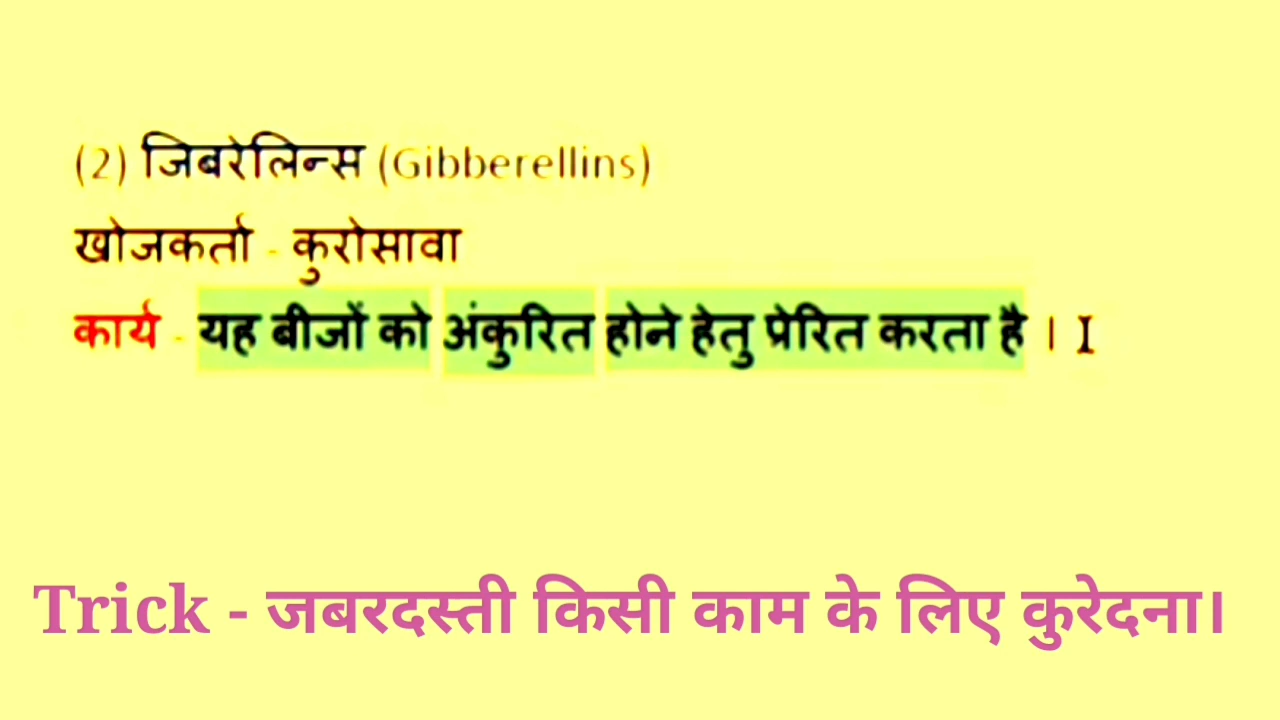 (2) जिबरेलिन्स (Gibberellins)
खोजकर्ता - कुरोसावा
कार्य - यह बीजों को अंकुरित होने हेतु प्रेरित करता है ।
Trick - जबरदस्ती किसी काम के लिए कुरेदना।